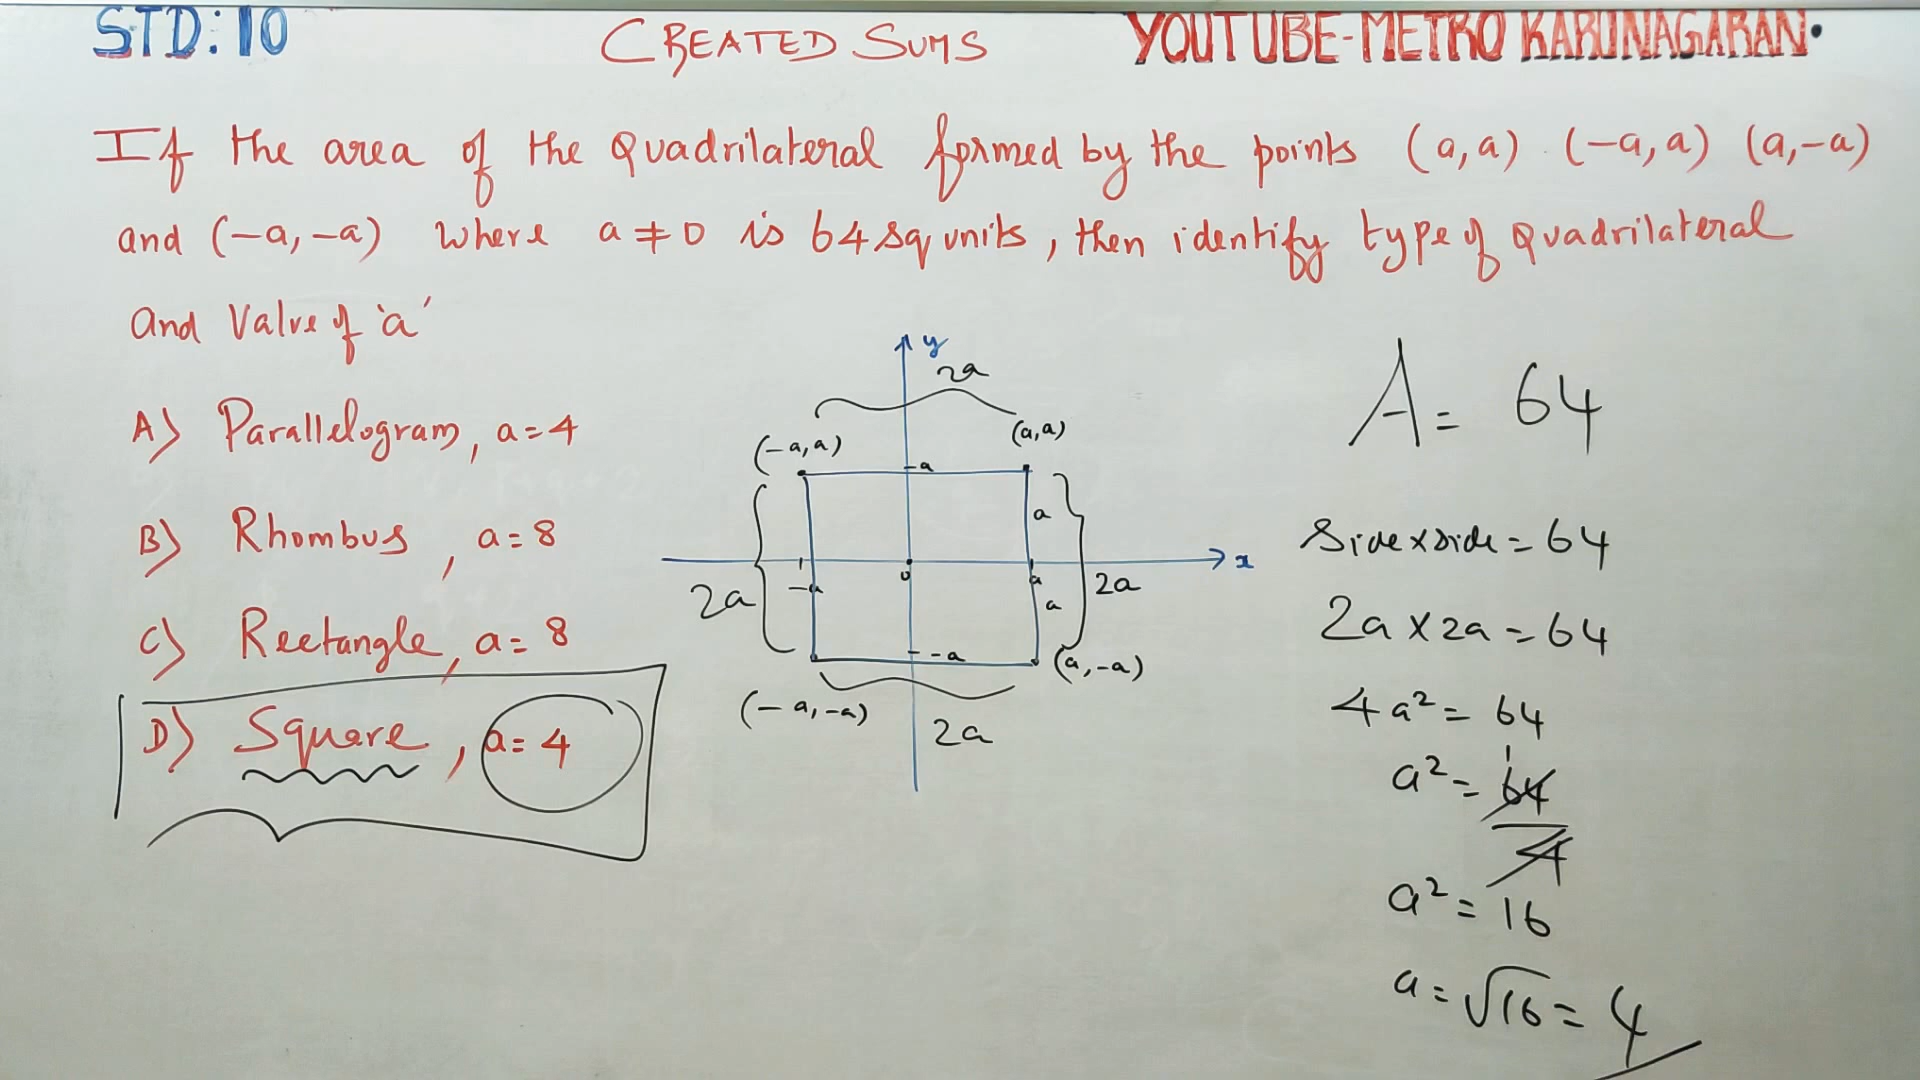 STD: 10
CREATED SUMS
YOUTUBE-METRO KARUNAGARAN.
If the area of the Quadrilateral formed by the points (a,a) (-a,a) (a,-a)
and (-a,-a) where a≠0 is 64 sq units, then identify type of Quadrilateral
and Value of 'a'
A) Parallelogram, a=4
B) Rhombus, a=8
C) Rectangle, a=8
D) Square, a=4
y
2a
(-a,a)
(a,a)
a
a
2a
-a
0
a
a
2a
x
-a
(a,-a)
(-a,-a)
2a
A = 64
Side×side = 64
2a×2a = 64
4a² = 64
a² = 64/4
1
a² = 16
a = √16 = 4